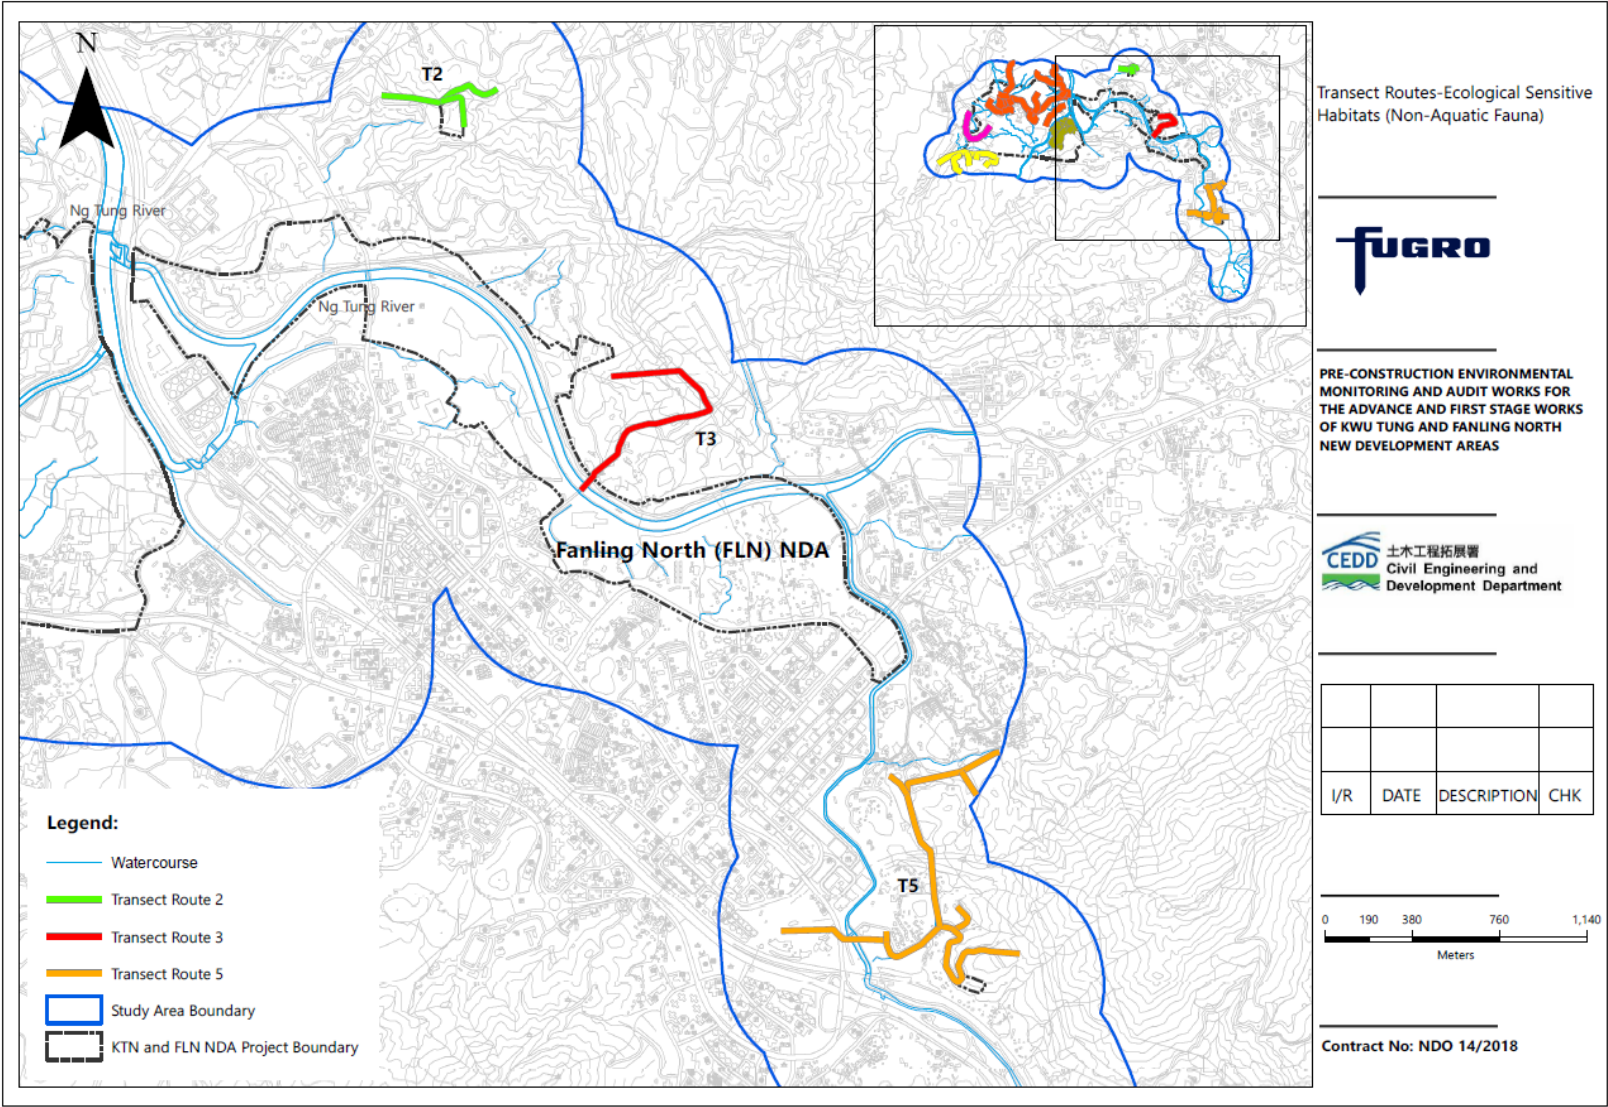 N
T2
Ng Tung River
Ng Tung River
T3
Fanling North (FLN) NDA
T5
Legend:
Watercourse
Transect Route 2
Transect Route 3
Transect Route 5
Study Area Boundary
KTN and FLN NDA Project Boundary
Transect Routes-Ecological Sensitive
Habitats (Non-Aquatic Fauna)
FUGRO
PRE-CONSTRUCTION ENVIRONMENTAL
MONITORING AND AUDIT WORKS FOR
THE ADVANCE AND FIRST STAGE WORKS
OF KWU TUNG AND FANLING NORTH
NEW DEVELOPMENT AREAS
CEDD
土木工程拓展署
Civil Engineering and
Development Department
I/R DATE DESCRIPTION CHK
0 190 380 760 1,140
Meters
Contract No: NDO 14/2018